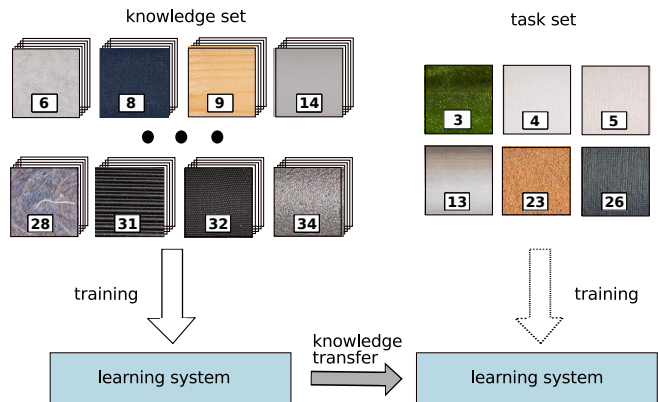 knowledge set
task set
6
8
9
14
3
4
5
28
31
32
34
13
23
26
training
training
knowledge
transfer
learning system
learning system